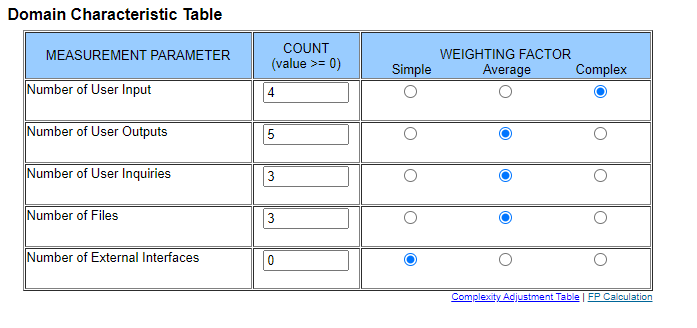 Domain Characteristic Table
MEASUREMENT PARAMETER
COUNT
(value >= 0)
WEIGHTING FACTOR
Simple Average Complex
Number of User Input 4
Number of User Outputs 5
Number of User Inquiries 3
Number of Files 3
Number of External Interfaces 0
Complexity Adjustment Table | FP Calculation